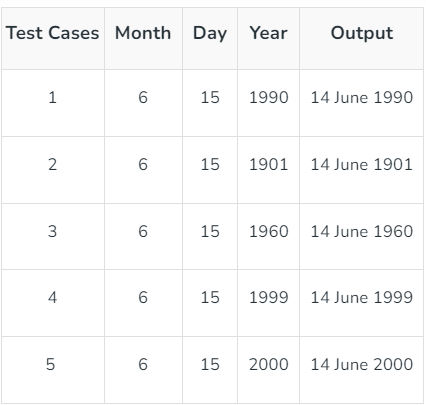 Test Cases Month Day Year Output
1 6 15 1990 14 June 1990
2 6 15 1901 14 June 1901
3 6 15 1960 14 June 1960
4 6 15 1999 14 June 1999
5 6 15 2000 14 June 2000